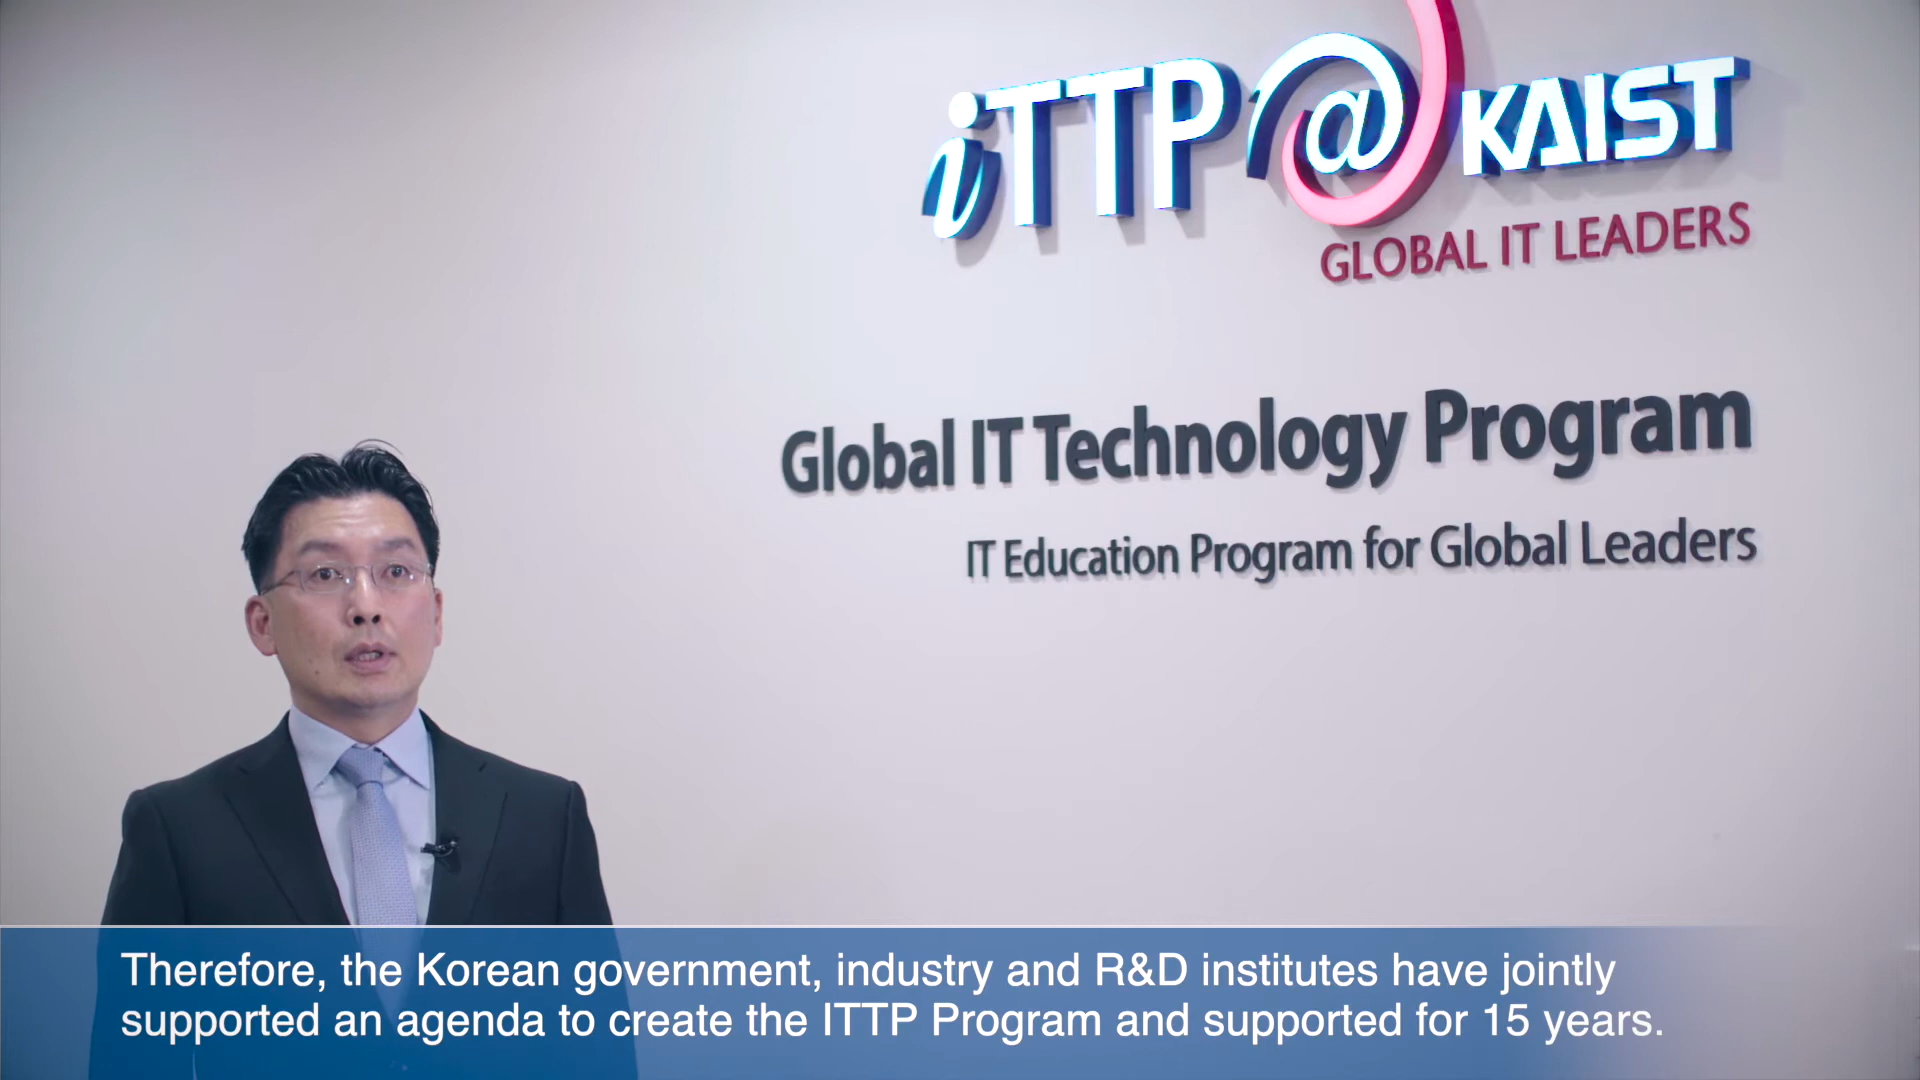 iTTP@KAIST
GLOBAL IT LEADERS
Global IT Technology Program
IT Education Program for Global Leaders
Therefore, the Korean government, industry and R&D institutes have jointly
supported an agenda to create the ITTP Program and supported for 15 years.